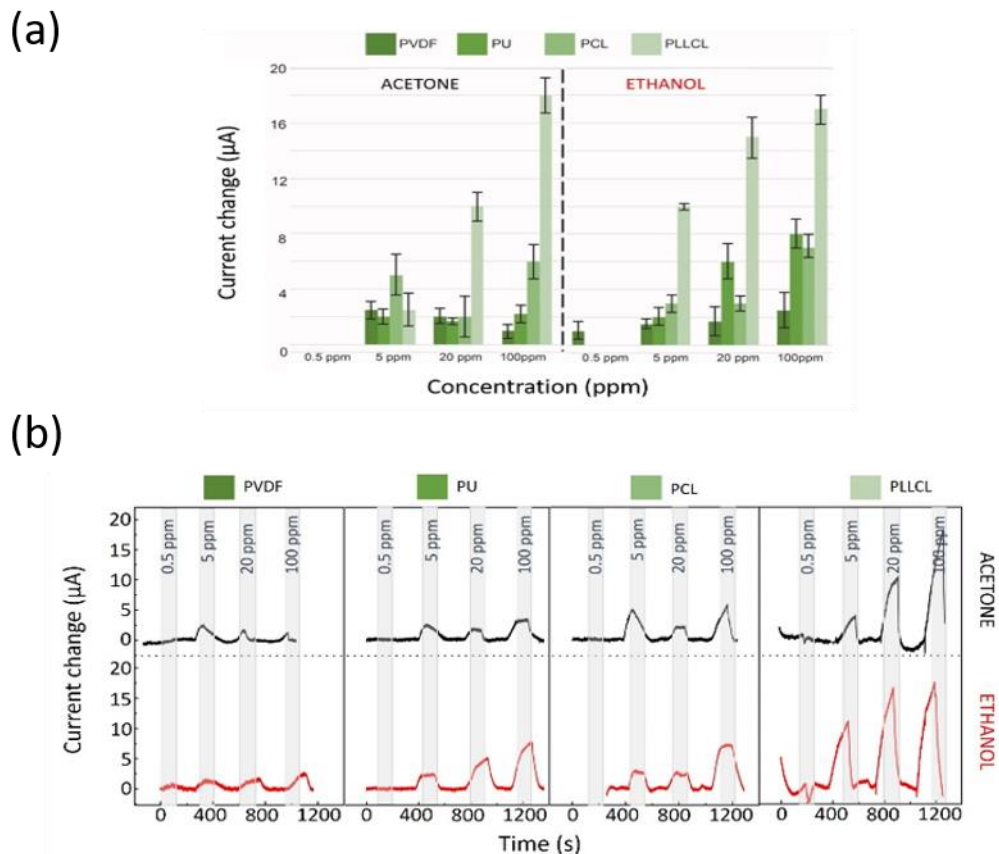 (a)
PVDF PU PCL PLLCL
ACETONE ETHANOL
Current change (µA)
20
16
12
8
4
0
0.5 ppm 5 ppm 20 ppm 100ppm 0.5 ppm 5 ppm 20 ppm 100ppm
Concentration (ppm)
(b)
PVDF PU PCL PLLCL
Current change (µA)
20
15
10
5
0
0.5 ppm 5 ppm 20 ppm 100 ppm 0.5 ppm 5 ppm 20 ppm 100 ppm 0.5 ppm 5 ppm 20 ppm 100 ppm 0.5 ppm 5 ppm 20 ppm 100 ppm
ACETONE
20
15
10
5
0
ETHANOL
0 400 800 1200 0 400 800 1200 0 400 800 1200 0 400 800 1200
Time (s)